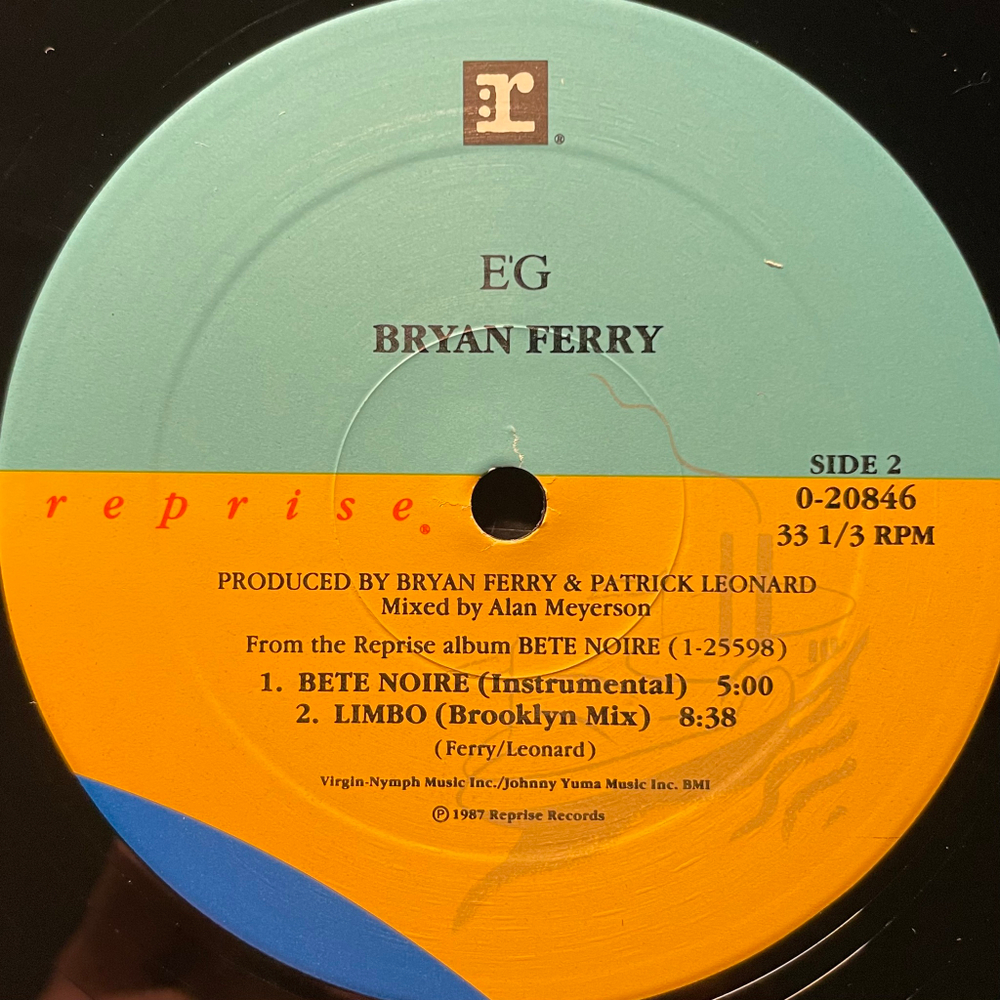 r®
E'G
BRYAN FERRY
SIDE 2
reprise®
0-20846
33 1/3 RPM
PRODUCED BY BRYAN FERRY & PATRICK LEONARD
Mixed by Alan Meyerson
From the Reprise album BETE NOIRE (1-25598)
1. BETE NOIRE (Instrumental) 5:00
2. LIMBO (Brooklyn Mix) 8:38
(Ferry/Leonard)
Virgin-Nymph Music Inc./Johnny Yuma Music Inc. BMI
℗ 1987 Reprise Records